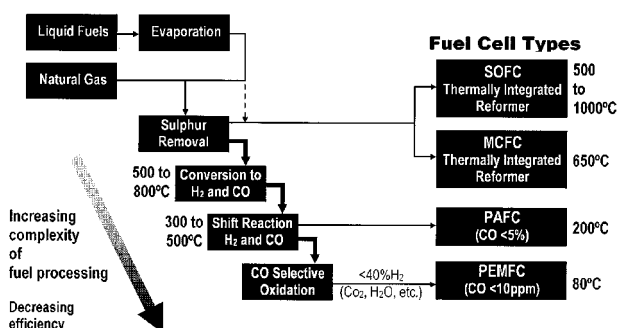 Liquid Fuels
Evaporation
Natural Gas
Fuel Cell Types
SOFC
Thermally Integrated
Reformer
500
to
1000ºC
Sulphur
Removal
MCFC
Thermally Integrated
Reformer
650ºC
500 to
800ºC
Conversion to
H₂ and CO
300 to
500ºC
Shift Reaction
H₂ and CO
PAFC
(CO <5%)
200ºC
CO Selective
Oxidation
<40%H₂
(Co₂, H₂O, etc.)
PEMFC
(CO <10ppm)
80ºC
Increasing
complexity
of
fuel processing
Decreasing
efficiency